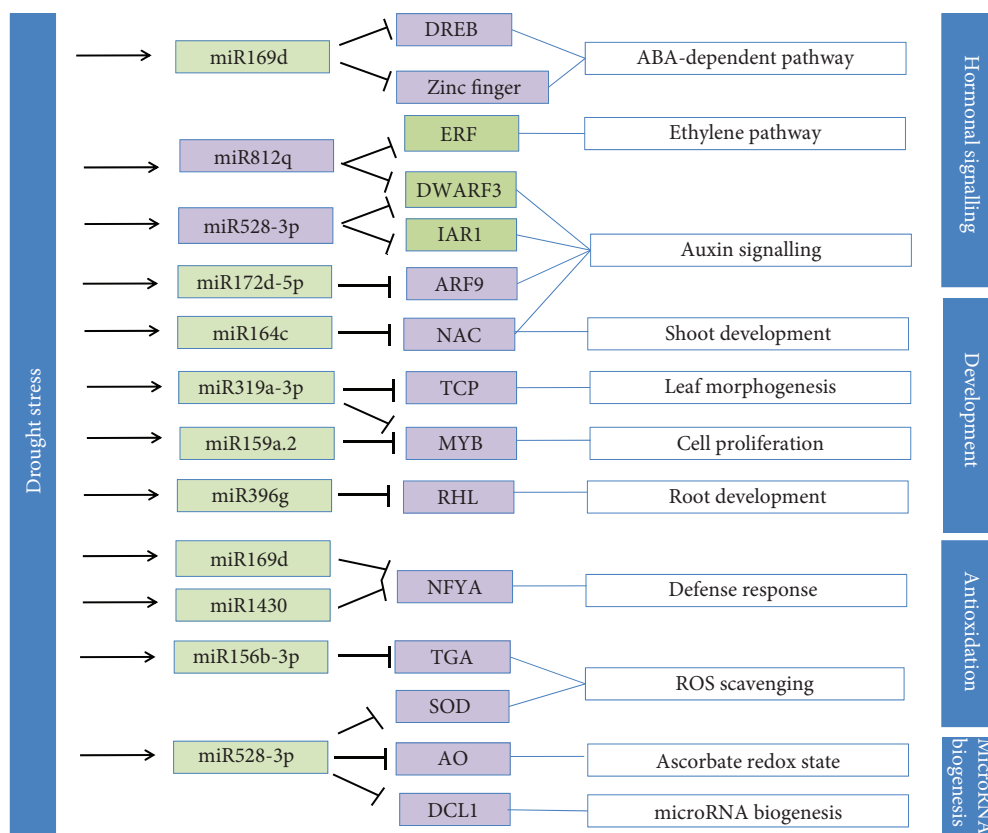 Drought stress
miR169d
DREB
Zinc finger
ABA-dependent pathway
miR812q
ERF
Ethylene pathway
DWARF3
miR528-3p
IAR1
Auxin signalling
miR172d-5p
ARF9
Hormonal signalling
miR164c
NAC
Shoot development
miR319a-3p
TCP
Leaf morphogenesis
miR159a.2
MYB
Cell proliferation
miR396g
RHL
Root development
Development
miR169d
miR1430
NFYA
Defense response
miR156b-3p
TGA
SOD
ROS scavenging
Antioxidation
miR528-3p
AO
Ascorbate redox state
DCL1
microRNA biogenesis
MicroRNA
biogenesis